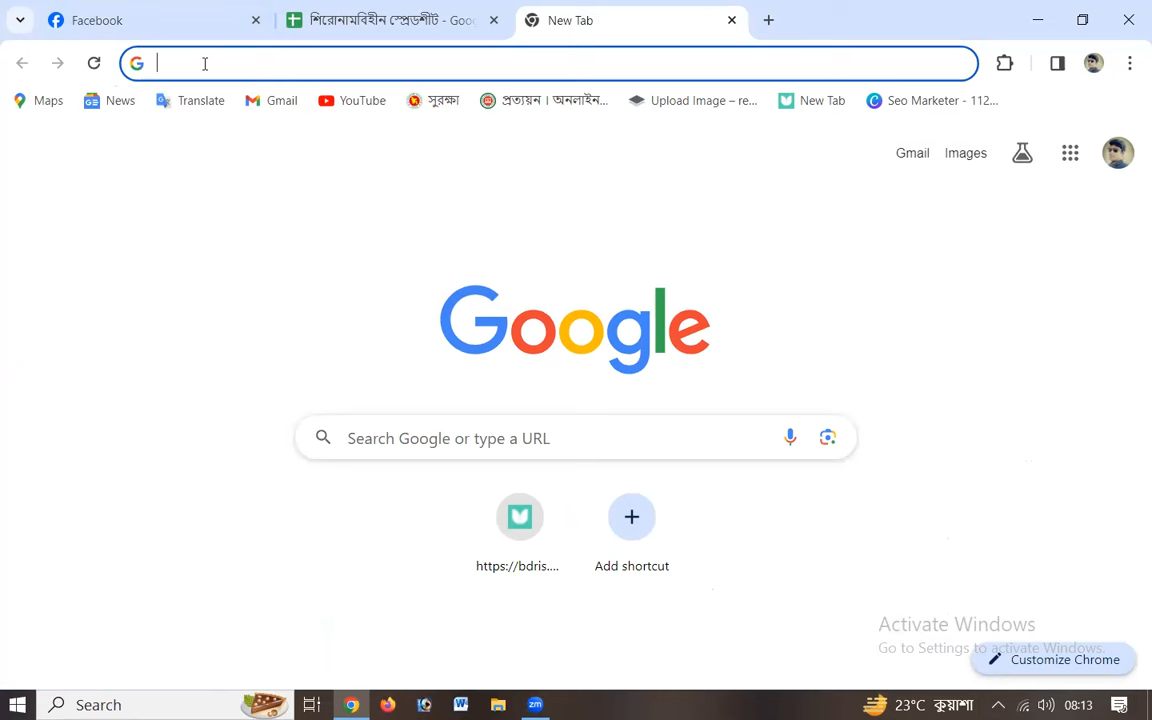 Facebook
শিরোনামবিহীন স্প্রেডশীট - Goo
New Tab
Maps
News
Translate
Gmail
YouTube
সুরক্ষা
প্রত্যয়ন । অনলাইন...
Upload Image – re...
New Tab
Seo Marketer - 112...
Gmail
Images
Google
Search Google or type a URL
https://bdris....
Add shortcut
Activate Windows
Go to Settings to activate Windows.
Customize Chrome
Search
23°C কুয়াশা
08:13